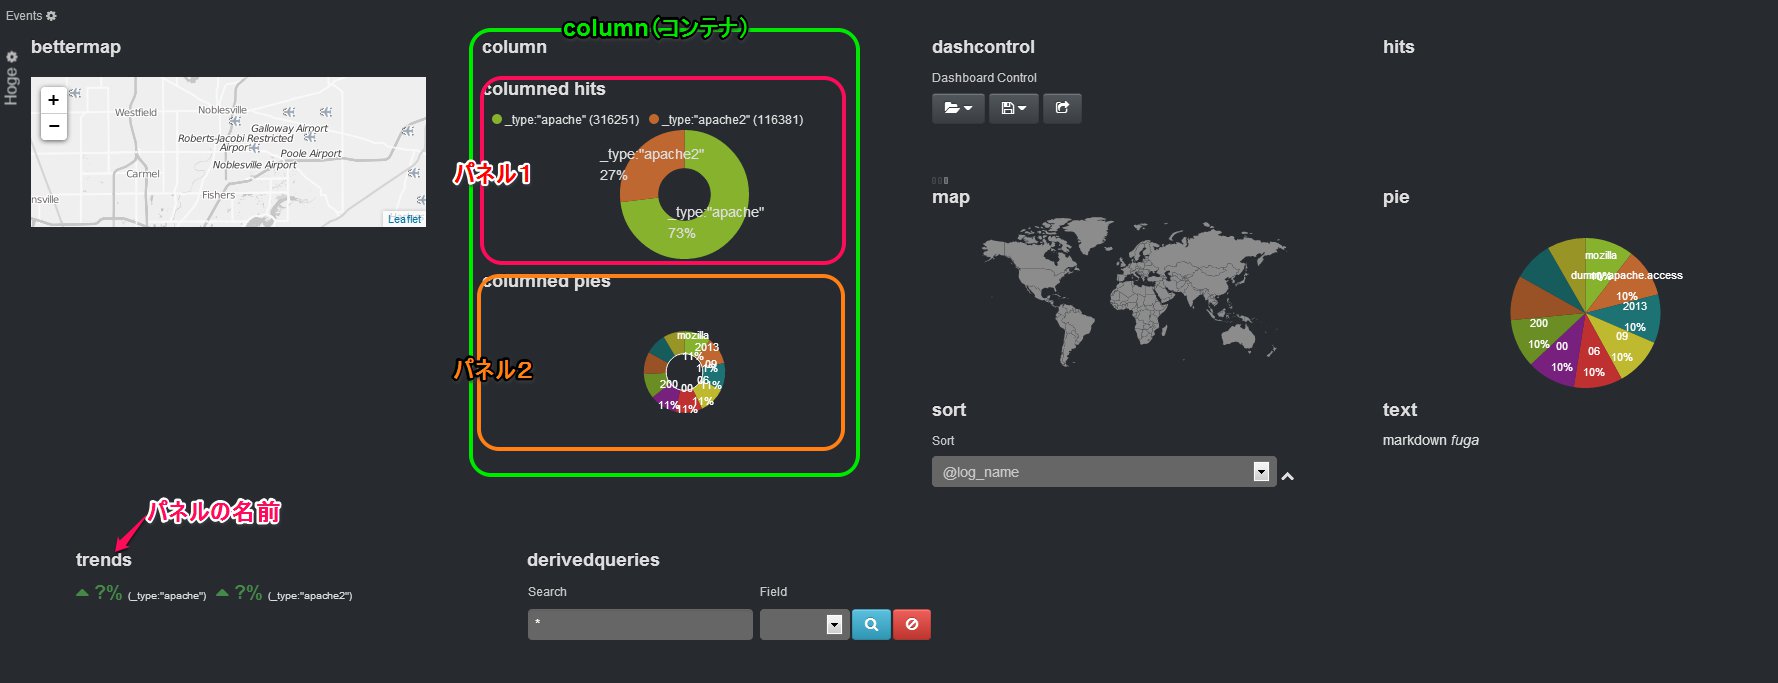 Events
Hoge
bettermap
+
−
Westfield
Noblesville
Galloway Airport
Roberts-Jacobi Restricted
Airport
Poole Airport
Noblesville Airport
Carmel
Fishers
nsville
Leaflet
column（コンテナ）
column
columned hits
_type:"apache" (316251) _type:"apache2" (116381)
_type:"apache2"
27%
_type:"apache"
73%
パネル１
columned pies
mozilla
11%
2013
11%
09
11%
06
11%
00
11%
200
11%
パネル２
dashcontrol
Dashboard Control
map
sort
Sort
@log_name
hits
pie
mozilla
10%
dummy.apache.access
10%
2013
10%
09
10%
06
10%
00
10%
200
10%
text
markdown fuga
パネルの名前
trends
?% (_type:"apache") ?% (_type:"apache2")
derivedqueries
Search Field
*